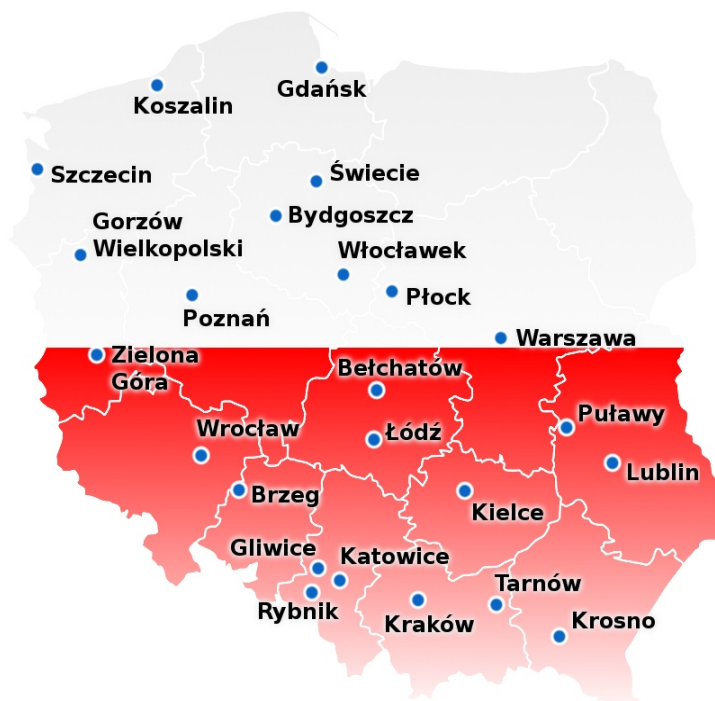 Gdańsk
Koszalin
Szczecin
Świecie
Bydgoszcz
Gorzów
Wielkopolski
Włocławek
Płock
Poznań
Warszawa
Zielona
Góra
Bełchatów
Puławy
Wrocław
Łódź
Lublin
Brzeg
Kielce
Gliwice
Katowice
Tarnów
Rybnik
Kraków
Krosno